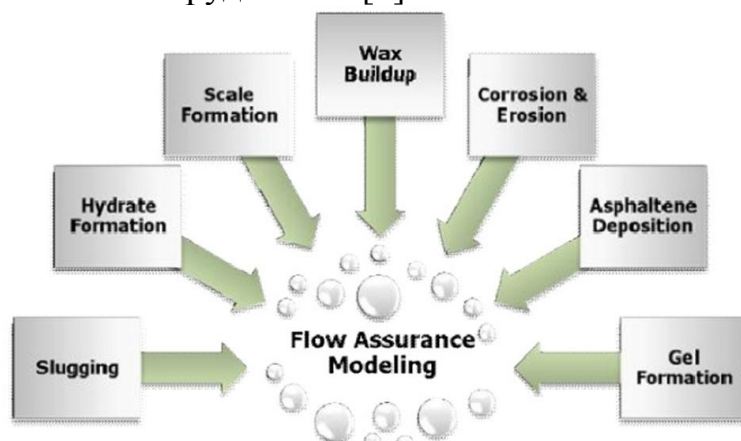 Wax
Buildup
Scale
Formation
Corrosion &
Erosion
Hydrate
Formation
Asphaltene
Deposition
Flow Assurance
Modeling
Slugging
Gel
Formation